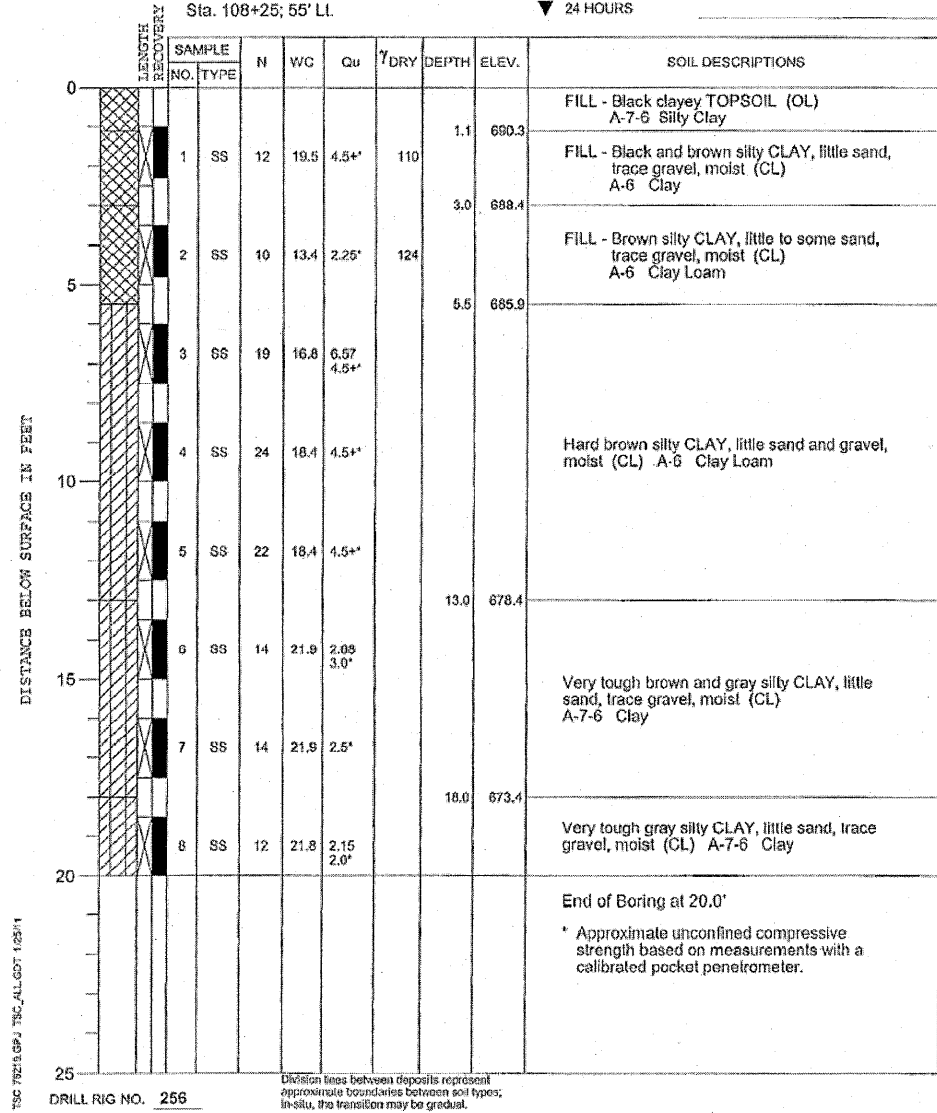 Sta. 108+25; 55' Lt.
▼ 24 HOURS
LENGTH
RECOVERY
SAMPLE
NO. TYPE N WC Qu γDRY DEPTH ELEV. SOIL DESCRIPTIONS
0
FILL - Black clayey TOPSOIL (OL)
A-7-6 Silty Clay
1.1 690.3
1 SS 12 19.5 4.5+* 110
FILL - Black and brown silty CLAY, little sand,
trace gravel, moist (CL)
A-6 Clay
3.0 688.4
2 SS 10 13.4 2.25* 124
FILL - Brown silty CLAY, little to some sand,
trace gravel, moist (CL)
A-6 Clay Loam
5
5.5 685.9
3 SS 19 16.8 6.57
4.5+*
4 SS 24 18.4 4.5+*
Hard brown silty CLAY, little sand and gravel,
moist (CL) A-6 Clay Loam
10
5 SS 22 18.4 4.5+*
13.0 678.4
6 SS 14 21.9 2.08
3.0*
15
Very tough brown and gray silty CLAY, little
sand, trace gravel, moist (CL)
A-7-6 Clay
7 SS 14 21.9 2.5*
18.0 673.4
8 SS 12 21.8 2.15
2.0*
Very tough gray silty CLAY, little sand, trace
gravel, moist (CL) A-7-6 Clay
20
End of Boring at 20.0'
* Approximate unconfined compressive
strength based on measurements with a
calibrated pocket penetrometer.
25
DISTANCE BELOW SURFACE IN FEET
TSC 76219.GPJ TSC_ALL.GDT 1/25/11
DRILL RIG NO. 256
Division lines between deposits represent
approximate boundaries between soil types;
in-situ, the transition may be gradual.